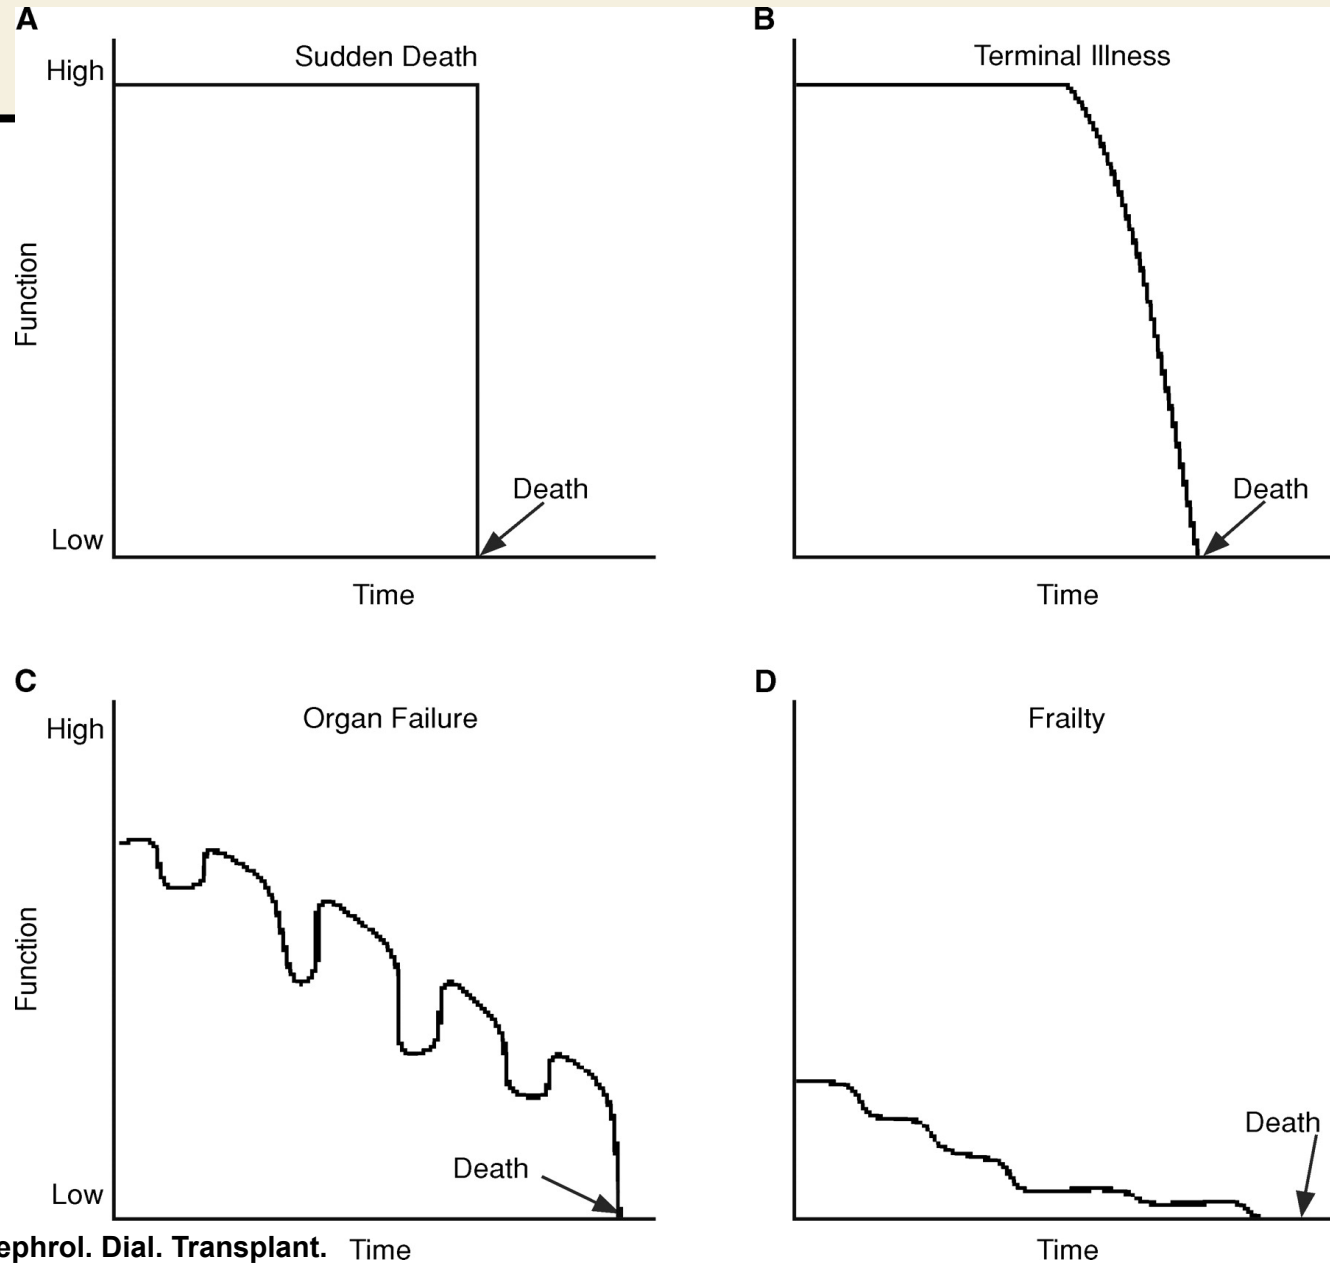 A
Sudden Death
High
Function
Death
Low
Time
B
Terminal Illness
Death
Time
C
Organ Failure
High
Function
Death
Low
Time
D
Frailty
Death
Time
ephrol. Dial. Transplant.